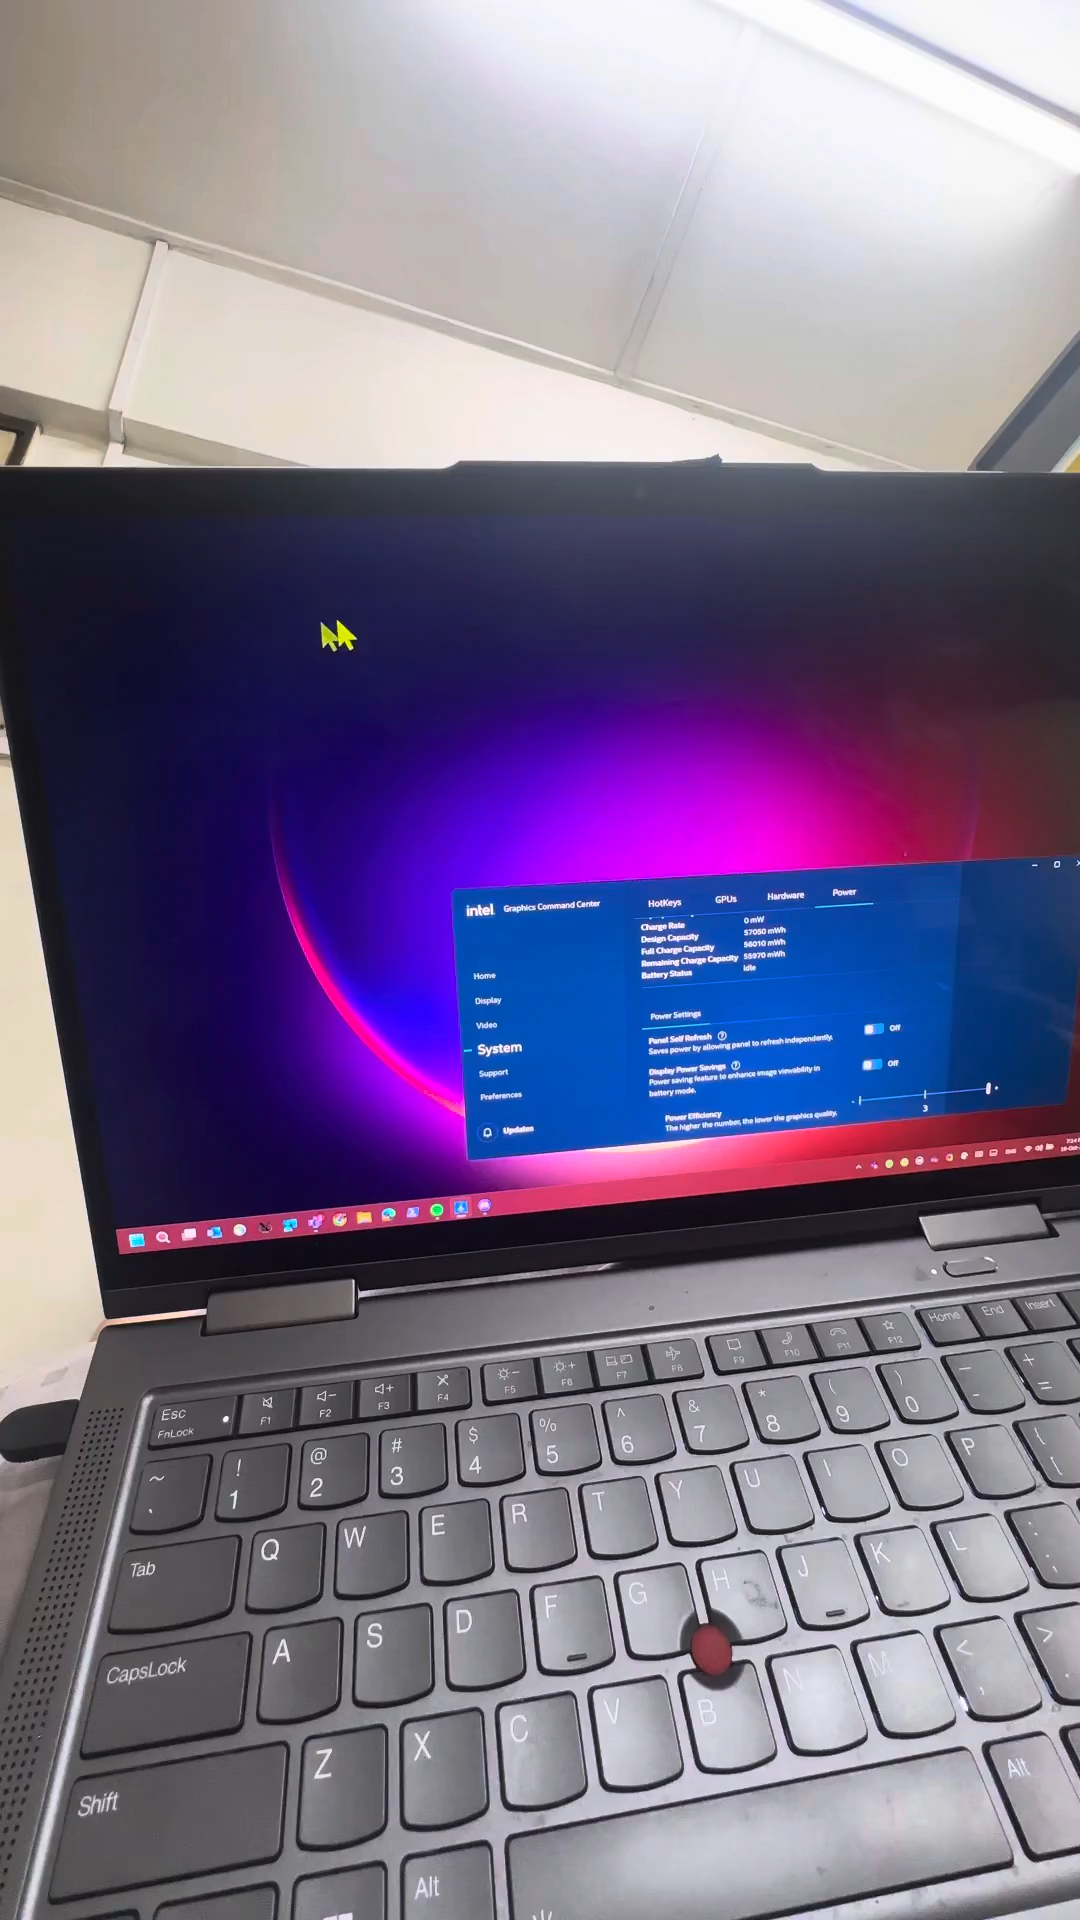 intel. Graphics Command Center
HotKeys GPUs Hardware Power
Charge Rate 0 mW
Design Capacity 57050 mWh
Full Charge Capacity 56010 mWh
Remaining Charge Capacity 55970 mWh
Battery Status Idle
Home
Display
Video
System
Support
Preferences
Updates
Power Settings
Panel Self Refresh ? Off
Saves power by allowing panel to refresh independently.
Display Power Savings ? Off
Power saving feature to enhance image viewability in
battery mode.
Power Efficiency
The higher the number, the lower the graphics quality.
- 3 +
Home End Insert
Esc F1 F2 F3 F4 F5 F6 F7 F8 F9 F10 F11 F12
FnLock
~ ! @ # $ % ^ & * ( ) - +
` 1 2 3 4 5 6 7 8 9 0 - =
Tab Q W E R T Y U I O P { [
CapsLock A S D F G H J K L : ;
Shift Z X C V B N M < , > .
Alt Alt